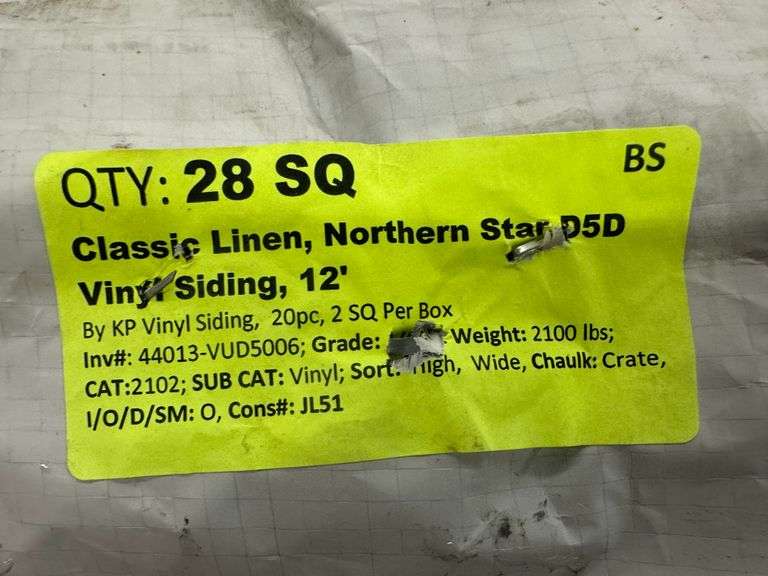 QTY: 28 SQ
BS
Classic Linen, Northern Star D5D
Vinyl Siding, 12'
By KP Vinyl Siding, 20pc, 2 SQ Per Box
Inv#: 44013-VUD5006; Grade: Weight: 2100 lbs;
CAT:2102; SUB CAT: Vinyl; Sort: High, Wide, Chaulk: Crate,
I/O/D/SM: O, Cons#: JL51